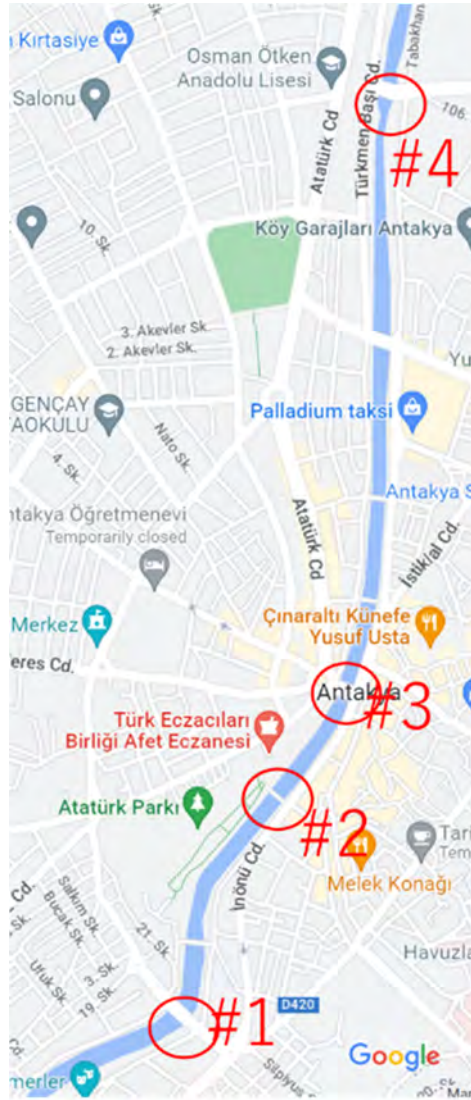 Kırtasiye
Osman Ötken
Anadolu Lisesi
Tabakhan
Salonu
106.
Türkmen Başı Cd.
Atatürk Cd
#4
10. Sk.
Köy Garajları Antakya
3. Akevler Sk.
2. Akevler Sk.
Yu
GENÇAY
AOKULU
Palladium taksi
Nato Sk.
4. Sk.
Antakya S
ntakya Öğretmenevi
Temporarily closed
Atatürk Cd
İstiklal Cd.
Çınaraltı Künefe
Yusuf Usta
Merkez
eres Cd.
Antakya
#3
Türk Eczacıları
Birliği Afet Eczanesi
Atatürk Parkı
#2
Tari
Tem
Melek Konağı
İnönü Cd.
Cd.
Salkım Sk.
Bucak Sk.
21. Sk.
3. Sk.
Ufuk Sk.
19. Sk.
Havuzla
#1
D420
Google
merler
Silpiyus